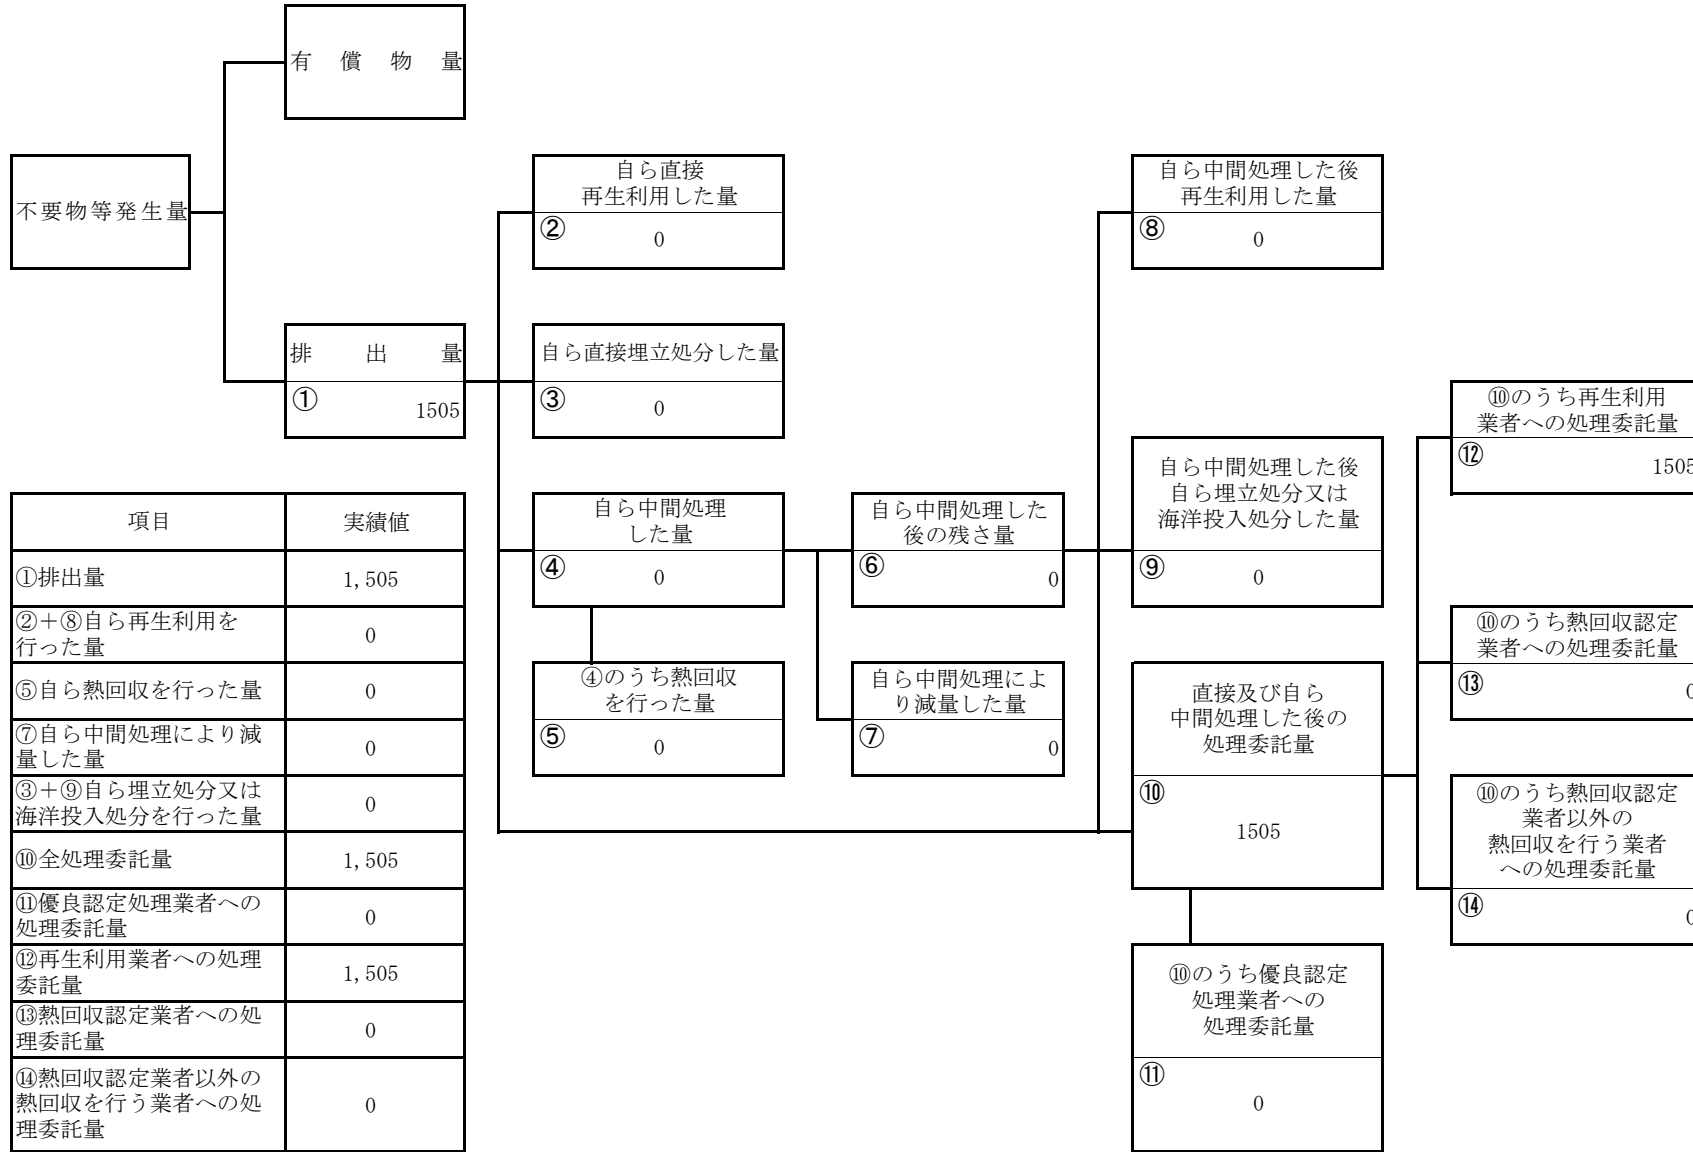 有償物量
不要物等発生量
自ら直接
再生利用した量
②
0
自ら中間処理した後
再生利用した量
⑧
0
排出量
①
1505
自ら直接埋立処分した量
③
0
⑩のうち再生利用
業者への処理委託量
⑫
1505
自ら中間処理した後
自ら埋立処分又は
海洋投入処分した量
⑨
0
自ら中間処理
した量
④
0
自ら中間処理した
後の残さ量
⑥
0
⑩のうち熱回収認定
業者への処理委託量
⑬
0
④のうち熱回収
を行った量
⑤
0
自ら中間処理によ
り減量した量
⑦
0
直接及び自ら
中間処理した後の
処理委託量
⑩
1505
⑩のうち熱回収認定
業者以外の
熱回収を行う業者
への処理委託量
⑭
0
⑩のうち優良認定
処理業者への
処理委託量
⑪
0
項目 実績値
①排出量 1,505
②＋⑧自ら再生利用を
行った量 0
⑤自ら熱回収を行った量 0
⑦自ら中間処理により減
量した量 0
③＋⑨自ら埋立処分又は
海洋投入処分を行った量 0
⑩全処理委託量 1,505
⑪優良認定処理業者への
処理委託量 0
⑫再生利用業者への処理
委託量 1,505
⑬熱回収認定業者への処
理委託量 0
⑭熱回収認定業者以外の
熱回収を行う業者への処
理委託量 0